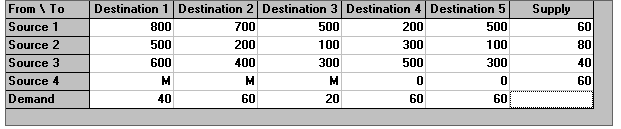 From \ To Destination 1 Destination 2 Destination 3 Destination 4 Destination 5 Supply
Source 1 800 700 500 200 500 60
Source 2 500 200 100 300 100 80
Source 3 600 400 300 500 300 40
Source 4 M M M 0 0 60
Demand 40 60 20 60 60